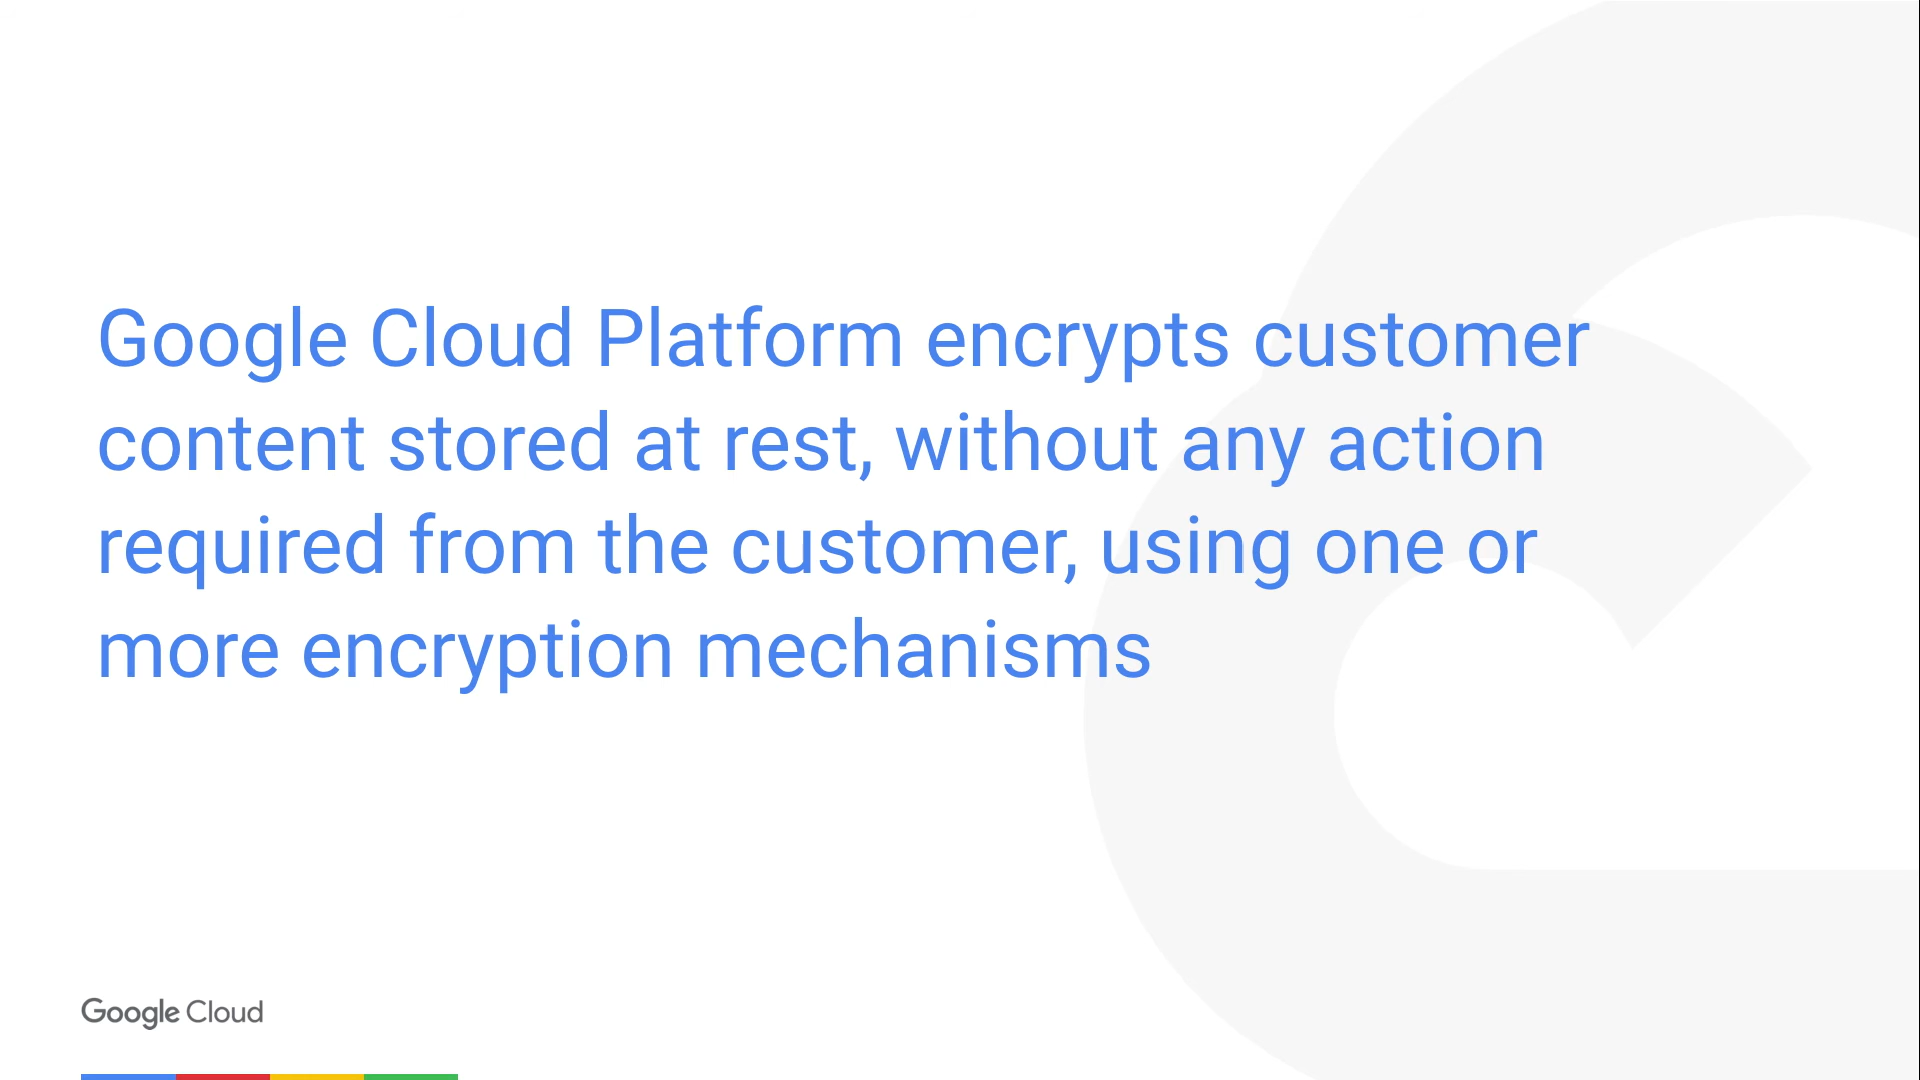 Google Cloud Platform encrypts customer
content stored at rest, without any action
required from the customer, using one or
more encryption mechanisms
Google Cloud